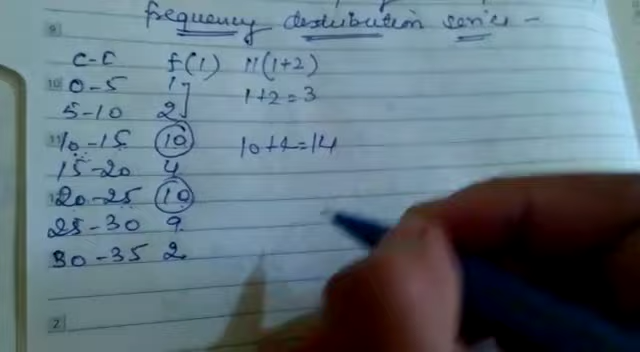 frequency distribution series -
C-C f(1) II(1+2)
0-5 1
1+2=3
5-10 2
10-15 10 10+4=14
15-20 4
20-25 10
25-30 9
30-35 2